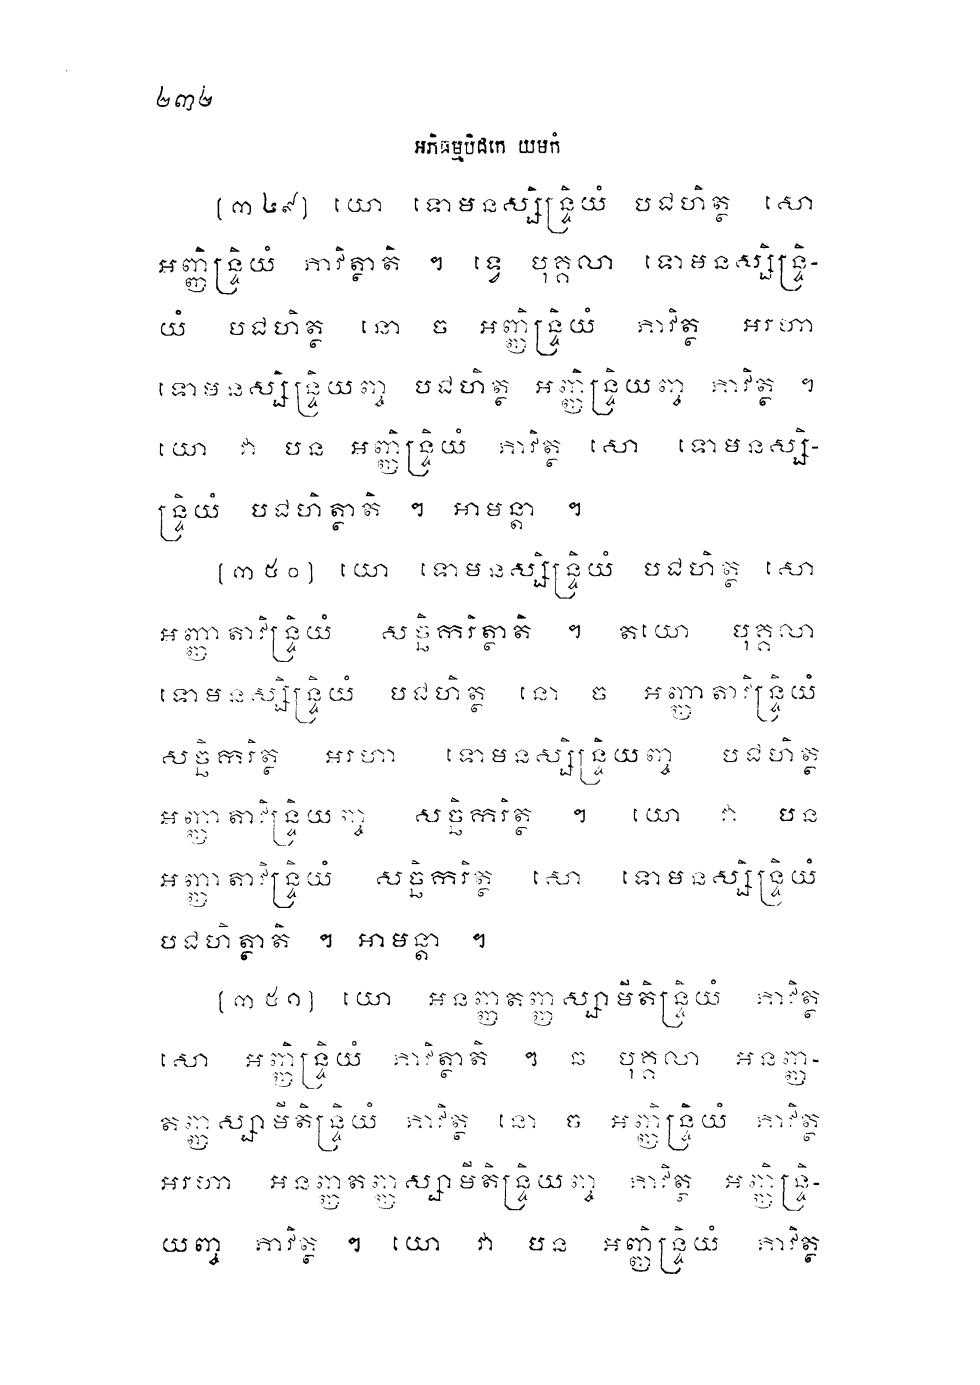 ២៣២
អភិធម្មបិដកេ យមកំ
[៣៤៩] យោ ទោមនស្សិន្ទ្រិយំ បជហិត្ថ សោ
អញ្ញិន្ទ្រិយំ ភាវិត្ថាតិ ។ ទ្វេ បុគ្គលា ទោមនស្សិន្ទ្រិ-
យំ បជហិត្ថ នោ ច អញ្ញិន្ទ្រិយំ ភាវិត្ថ អរហា
ទោមនស្សិន្ទ្រិយញ្ច បជហិត្ថ អញ្ញិន្ទ្រិយញ្ច ភាវិត្ថ ។
យោ វា បន អញ្ញិន្ទ្រិយំ ភាវិត្ថ សោ ទោមនស្សិ-
ន្ទ្រិយំ បជហិត្ថាតិ ។ អាមន្តា ។
[៣៥០] យោ ទោមនស្សិន្ទ្រិយំ បជហិត្ថ សោ
អញ្ញាតាវិន្ទ្រិយំ សច្ឆិករិត្ថាតិ ។ តយោ បុគ្គលា
ទោមនស្សិន្ទ្រិយំ បជហិត្ថ នោ ច អញ្ញាតាវិន្ទ្រិយំ
សច្ឆិករិត្ថ អរហា ទោមនស្សិន្ទ្រិយញ្ច បជហិត្ថ
អញ្ញាតាវិន្ទ្រិយញ្ច សច្ឆិករិត្ថ ។ យោ វា បន
អញ្ញាតាវិន្ទ្រិយំ សច្ឆិករិត្ថ សោ ទោមនស្សិន្ទ្រិយំ
បជហិត្ថាតិ ។ អាមន្តា ។
[៣៥១] យោ អនញ្ញតញ្ញស្សាមីតិន្ទ្រិយំ ភាវិត្ថ
សោ អញ្ញិន្ទ្រិយំ ភាវិត្ថាតិ ។ ឆ បុគ្គលា អនញ្ញ-
តញ្ញស្សាមីតិន្ទ្រិយំ ភាវិត្ថ នោ ច អញ្ញិន្ទ្រិយំ ភាវិត្ថ
អរហា អនញ្ញតញ្ញស្សាមីតិន្ទ្រិយញ្ច ភាវិត្ថ អញ្ញិន្ទ្រិ-
យញ្ច ភាវិត្ថ ។ យោ វា បន អញ្ញិន្ទ្រិយំ ភាវិត្ថ